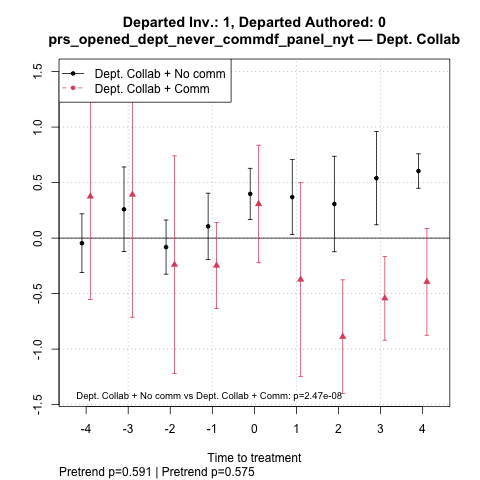 Departed Inv.: 1, Departed Authored: 0
prs_opened_dept_never_commdf_panel_nyt — Dept. Collab
Dept. Collab + No comm
Dept. Collab + Comm
1.5
1.0
0.5
0.0
-0.5
-1.0
-1.5
Dept. Collab + No comm vs Dept. Collab + Comm: p=2.47e-08
-4 -3 -2 -1 0 1 2 3 4
Time to treatment
Pretrend p=0.591 | Pretrend p=0.575